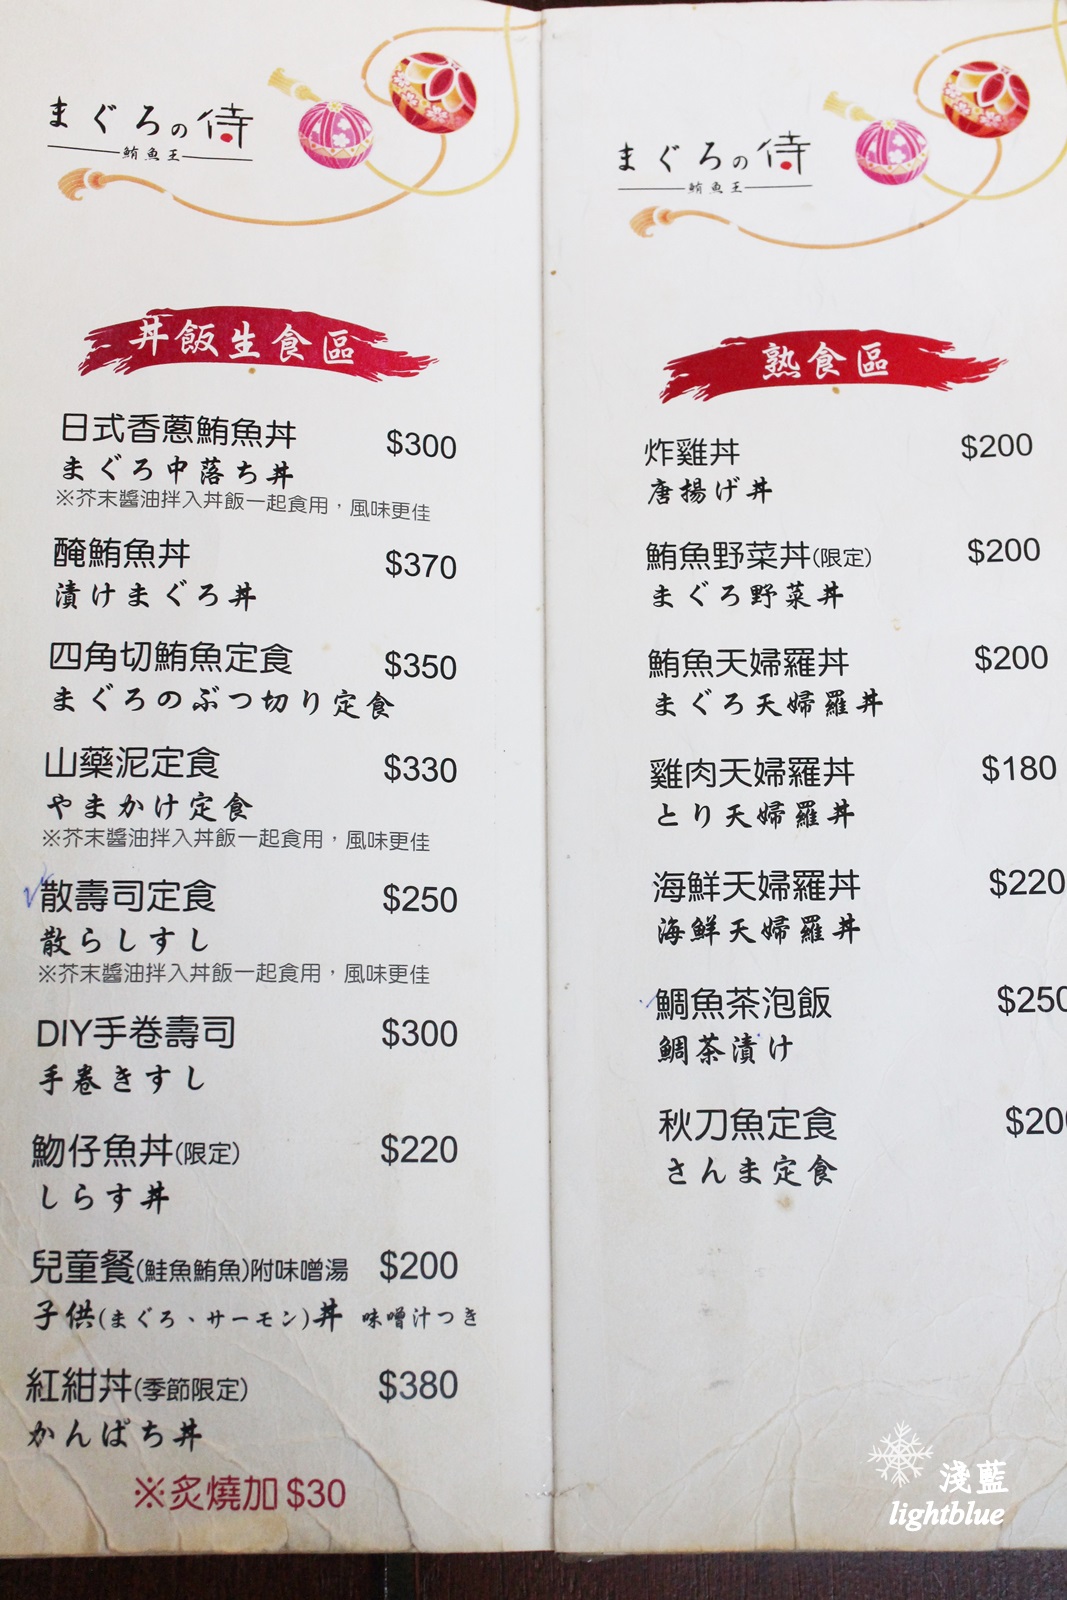 まぐろの侍
鮪魚王
丼飯生食區
日式香蔥鮪魚丼 $300
まぐろ中落ち丼
※芥末醬油拌入丼飯一起食用，風味更佳
醃鮪魚丼 $370
漬けまぐろ丼
四角切鮪魚定食 $350
まぐろのぶつ切り定食
山藥泥定食 $330
やまかけ定食
※芥末醬油拌入丼飯一起食用，風味更佳
散壽司定食 $250
散らしすし
※芥末醬油拌入丼飯一起食用，風味更佳
DIY手卷壽司 $300
手巻きすし
魩仔魚丼(限定) $220
しらす丼
兒童餐(鮭魚鮪魚)附味噌湯 $200
子供(まぐろ、サーモン)丼 味噌汁つき
紅紺丼(季節限定) $380
かんぱち丼
※炙燒加 $30
まぐろの侍
鮪魚王
熟食區
炸雞丼 $200
唐揚げ丼
鮪魚野菜丼(限定) $200
まぐろ野菜丼
鮪魚天婦羅丼 $200
まぐろ天婦羅丼
雞肉天婦羅丼 $180
とり天婦羅丼
海鮮天婦羅丼 $220
海鮮天婦羅丼
鯛魚茶泡飯 $250
鯛茶漬け
秋刀魚定食 $200
さんま定食
淺藍
lightblue